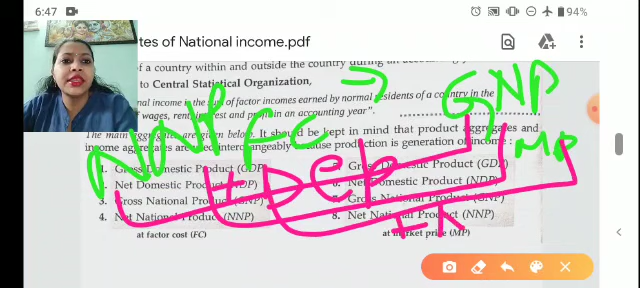 6:47
94%
tes of National income.pdf
of a country within and outside the country during an accounting
to Central Statistical Organization,
nal income is the sum of factor incomes earned by normal residents of a country in the
wages, rent, interest and profit in an accounting year".
The main aggregates are given below. It should be kept in mind that product aggregates and
income aggregates are used interchangeably because production is generation of income :
1. Gross Domestic Product (GDP)
2. Net Domestic Product (NDP)
3. Gross National Product (GNP)
4. Net National Product (NNP)
at factor cost (FC)
5. Gross Domestic Product (GDP)
6. Net Domestic Product (NDP)
7. Gross National Product (GNP)
8. Net National Product (NNP)
at market price (MP)
NNP FC ⇒ GNP MP
+ Dep